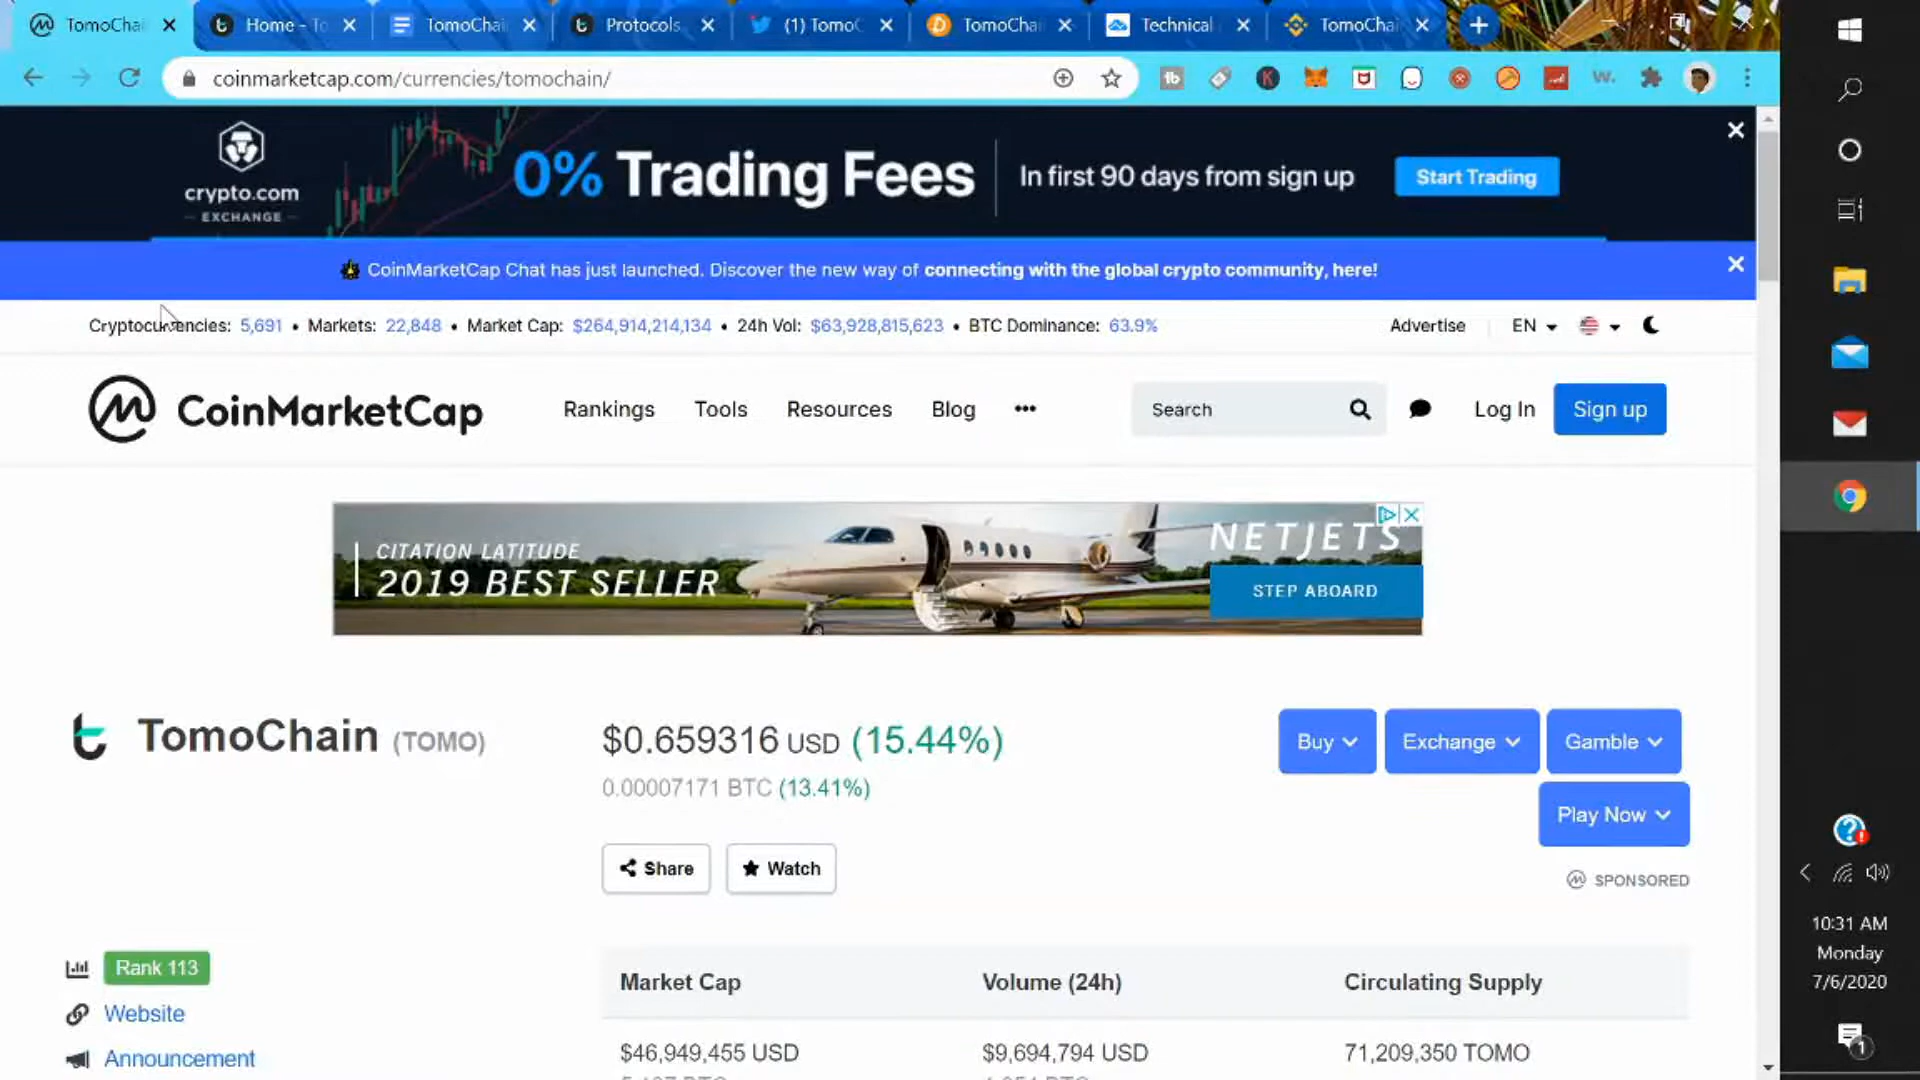 TomoChai
Home - To
TomoChai
Protocols
(1) TomoC
TomoChai
Technical
TomoChai
coinmarketcap.com/currencies/tomochain/
crypto.com
EXCHANGE
0% Trading Fees
In first 90 days from sign up
Start Trading
CoinMarketCap Chat has just launched. Discover the new way of connecting with the global crypto community, here!
Cryptocurrencies: 5,691 • Markets: 22,848 • Market Cap: $264,914,214,134 • 24h Vol: $63,928,815,623 • BTC Dominance: 63.9%
Advertise
EN
CoinMarketCap
Rankings
Tools
Resources
Blog
Search
Log In
Sign up
CITATION LATITUDE
2019 BEST SELLER
NETJETS
STEP ABOARD
TomoChain (TOMO)
$0.659316 USD (15.44%)
0.00007171 BTC (13.41%)
Buy
Exchange
Gamble
Play Now
Share
Watch
SPONSORED
Rank 113
Website
Announcement
Market Cap
Volume (24h)
Circulating Supply
$46,949,455 USD
$9,694,794 USD
71,209,350 TOMO
10:31 AM
Monday
7/6/2020
1